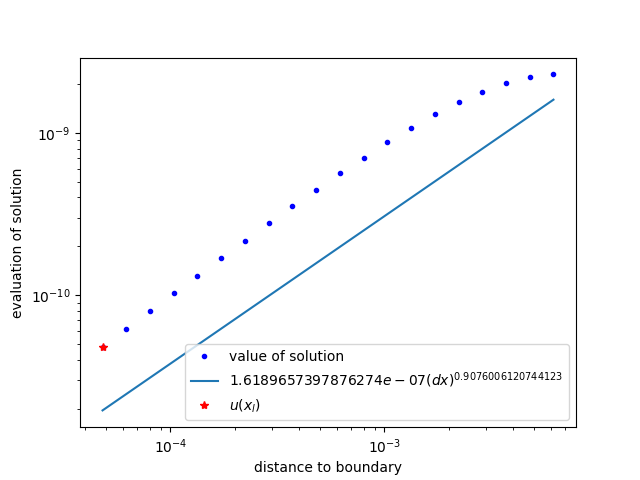 10⁻⁹
10⁻¹⁰
evaluation of solution
value of solution
1.6189657397876274e − 07(dx)^0.9076006120744123
u(x_l)
10⁻⁴
10⁻³
distance to boundary